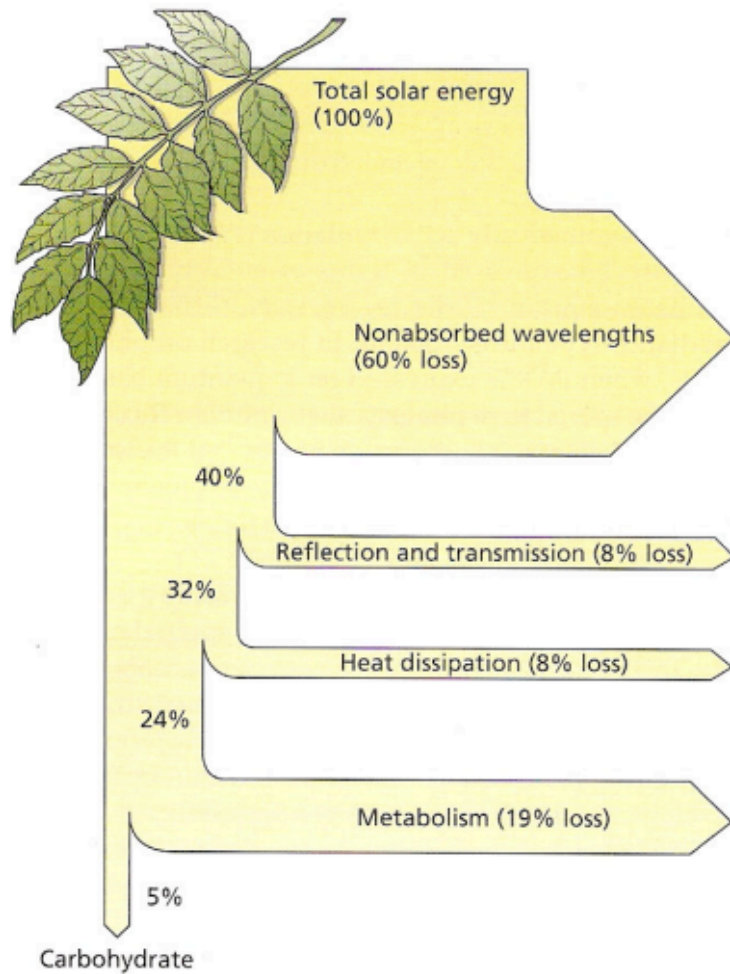 Total solar energy
(100%)
Nonabsorbed wavelengths
(60% loss)
40%
Reflection and transmission (8% loss)
32%
Heat dissipation (8% loss)
24%
Metabolism (19% loss)
5%
Carbohydrate